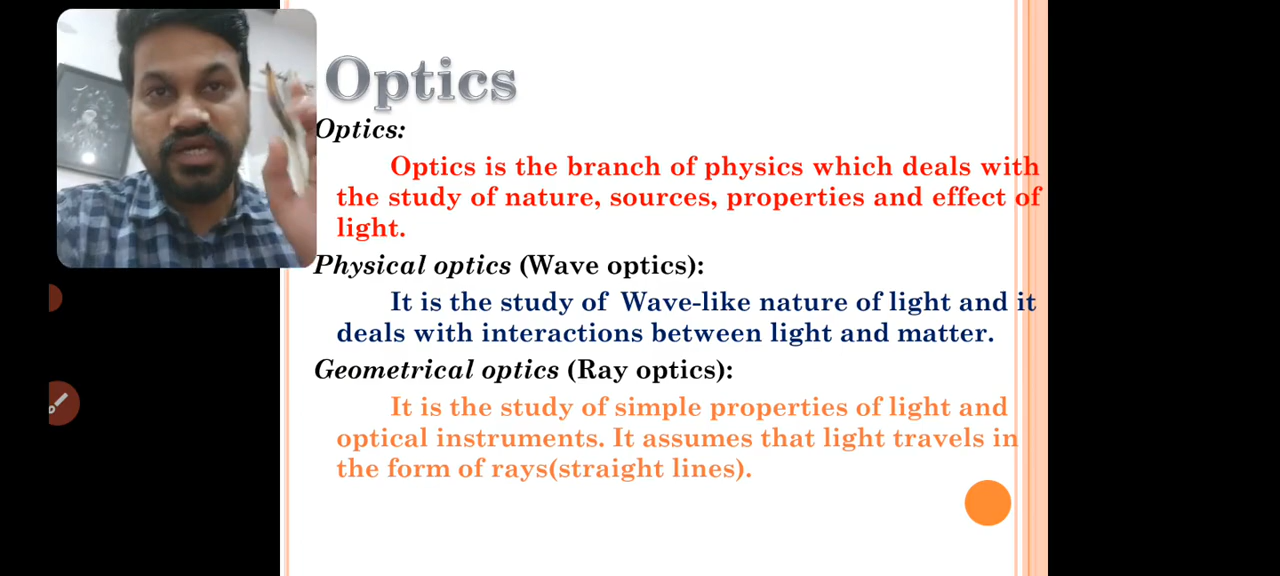 Optics
Optics:
Optics is the branch of physics which deals with
the study of nature, sources, properties and effect of
light.
Physical optics (Wave optics):
It is the study of Wave-like nature of light and it
deals with interactions between light and matter.
Geometrical optics (Ray optics):
It is the study of simple properties of light and
optical instruments. It assumes that light travels in
the form of rays(straight lines).